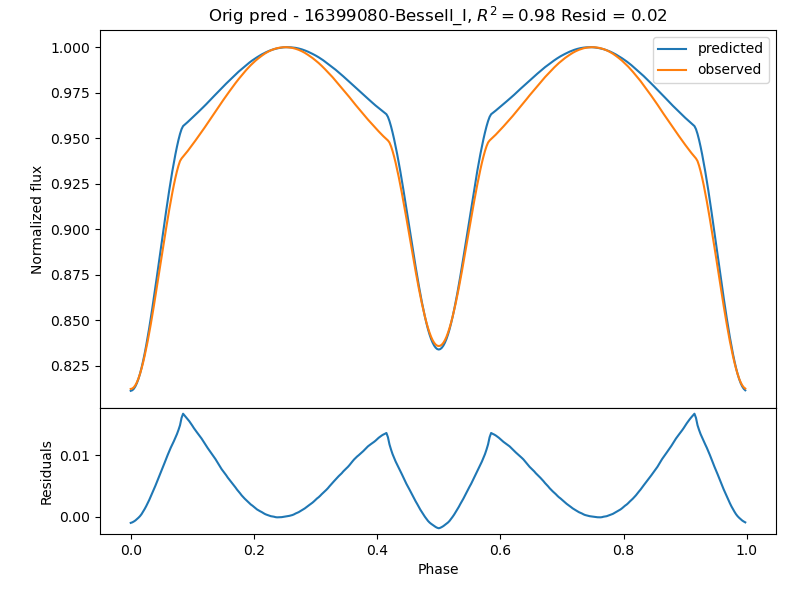 Orig pred - 16399080-Bessell_I, R² = 0.98 Resid = 0.02
predicted
observed
Normalized flux
1.000
0.975
0.950
0.925
0.900
0.875
0.850
0.825
Residuals
0.01
0.00
0.0 0.2 0.4 0.6 0.8 1.0
Phase